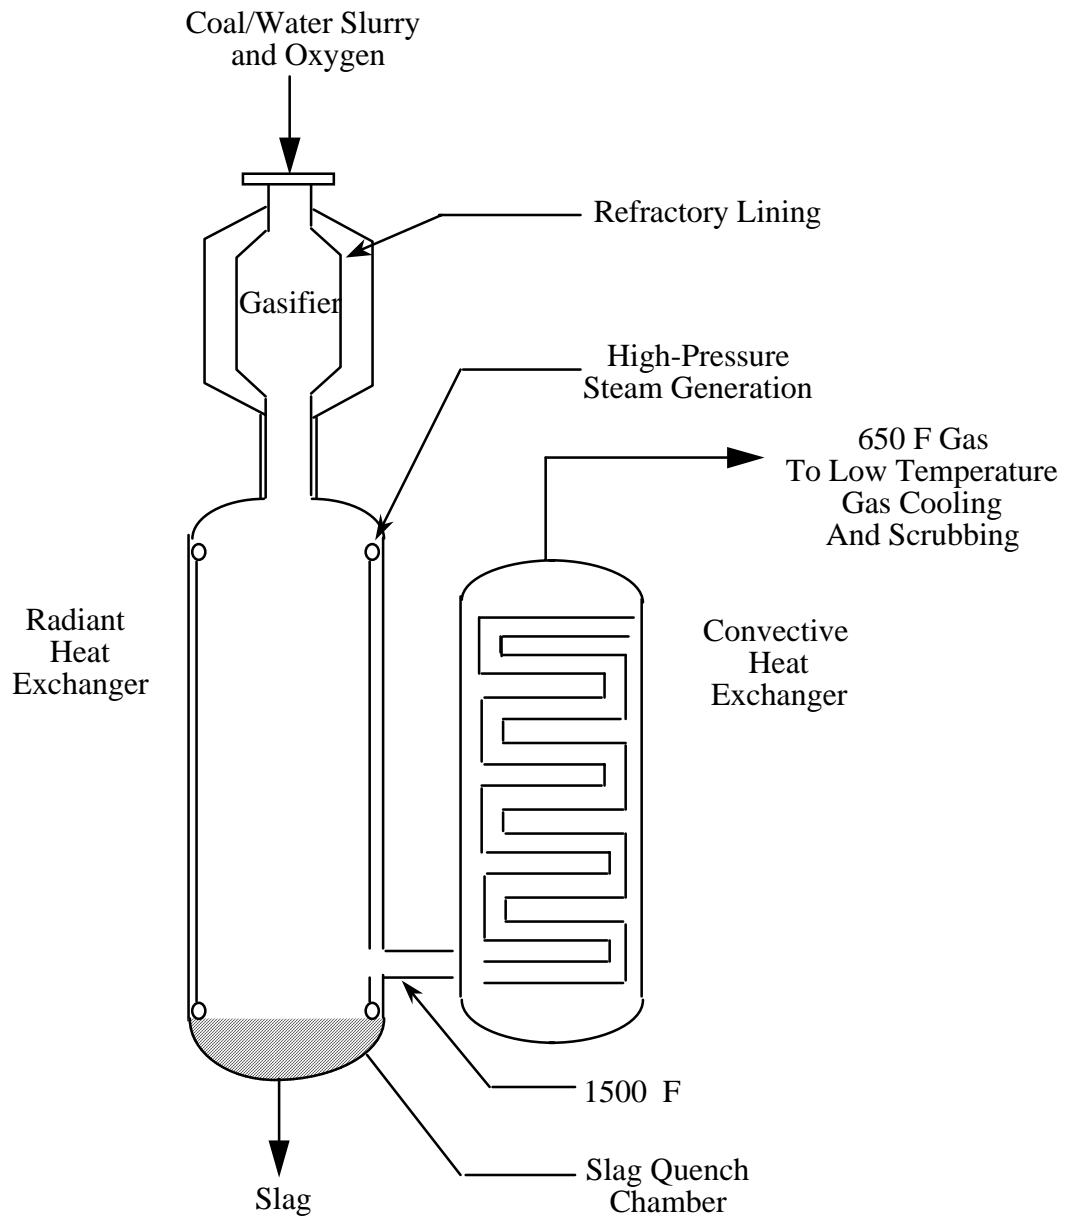 Coal/Water Slurry
and Oxygen
Refractory Lining
Gasifier
High-Pressure
Steam Generation
650 F Gas
To Low Temperature
Gas Cooling
And Scrubbing
Radiant
Heat
Exchanger
Convective
Heat
Exchanger
1500 F
Slag Quench
Chamber
Slag